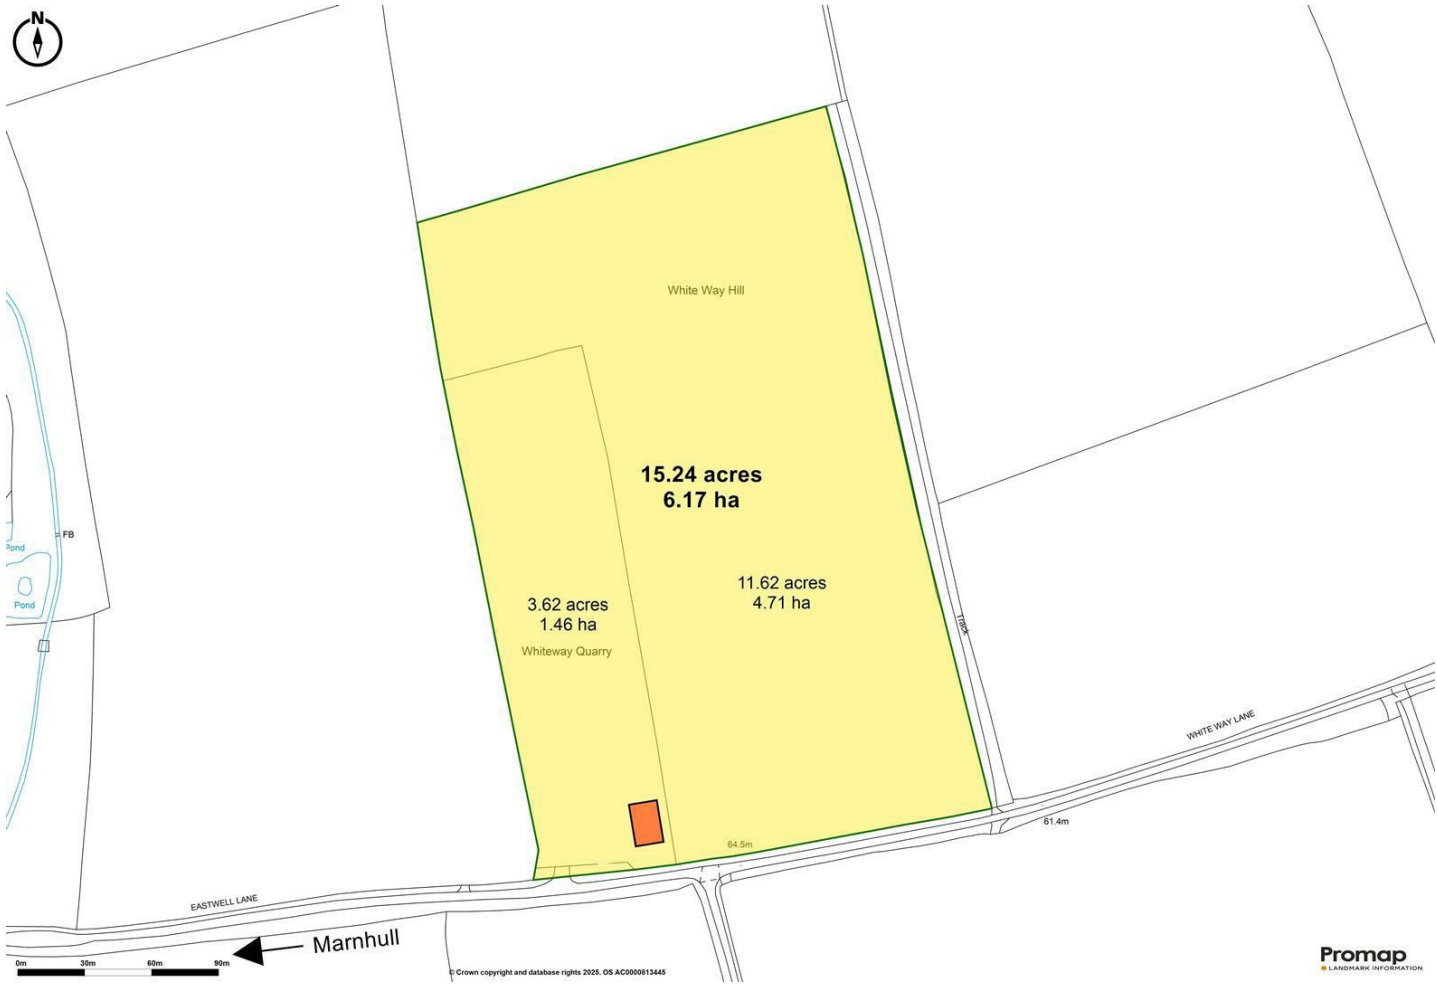 N
White Way Hill
15.24 acres
6.17 ha
11.62 acres
4.71 ha
3.62 acres
1.46 ha
Whiteway Quarry
FB
Pond
Pond
Track
WHITE WAY LANE
61.4m
64.5m
EASTWELL LANE
Marnhull
0m 30m 60m 90m
© Crown copyright and database rights 2025. OS AC0000813445
Promap
LANDMARK INFORMATION